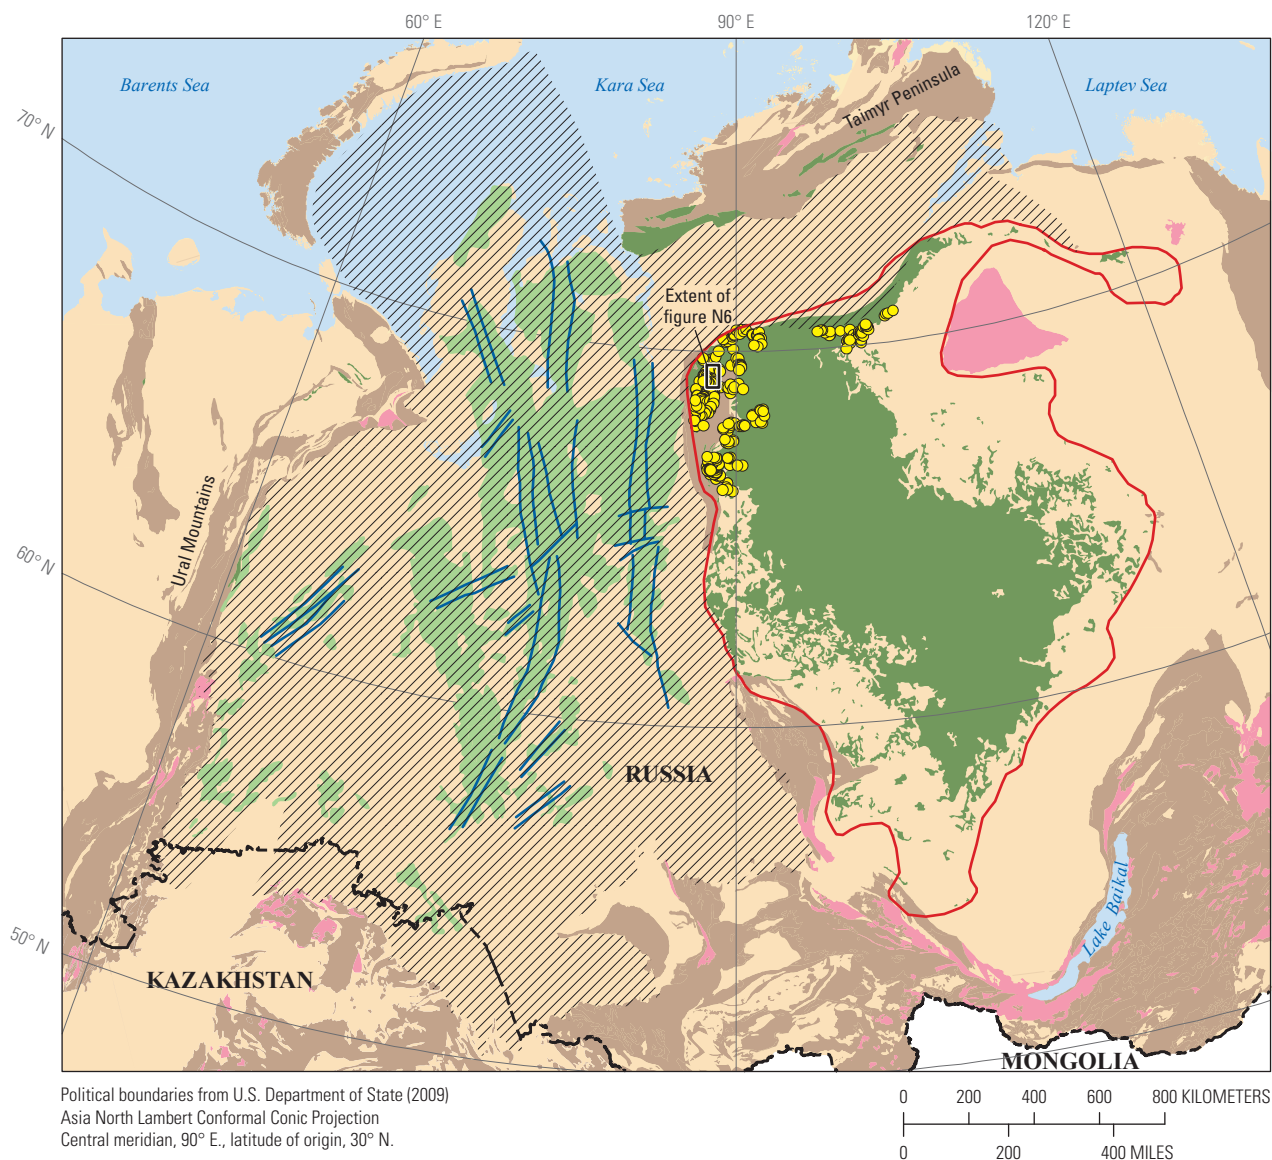 60° E
90° E
120° E
Barents Sea
Kara Sea
Laptev Sea
Taimyr Peninsula
70° N
Extent of
figure N6
Ural Mountains
60° N
RUSSIA
Lake Baikal
50° N
KAZAKHSTAN
MONGOLIA
Political boundaries from U.S. Department of State (2009)
Asia North Lambert Conformal Conic Projection
Central meridian, 90° E., latitude of origin, 30° N.
0 200 400 600 800 KILOMETERS
0 200 400 MILES